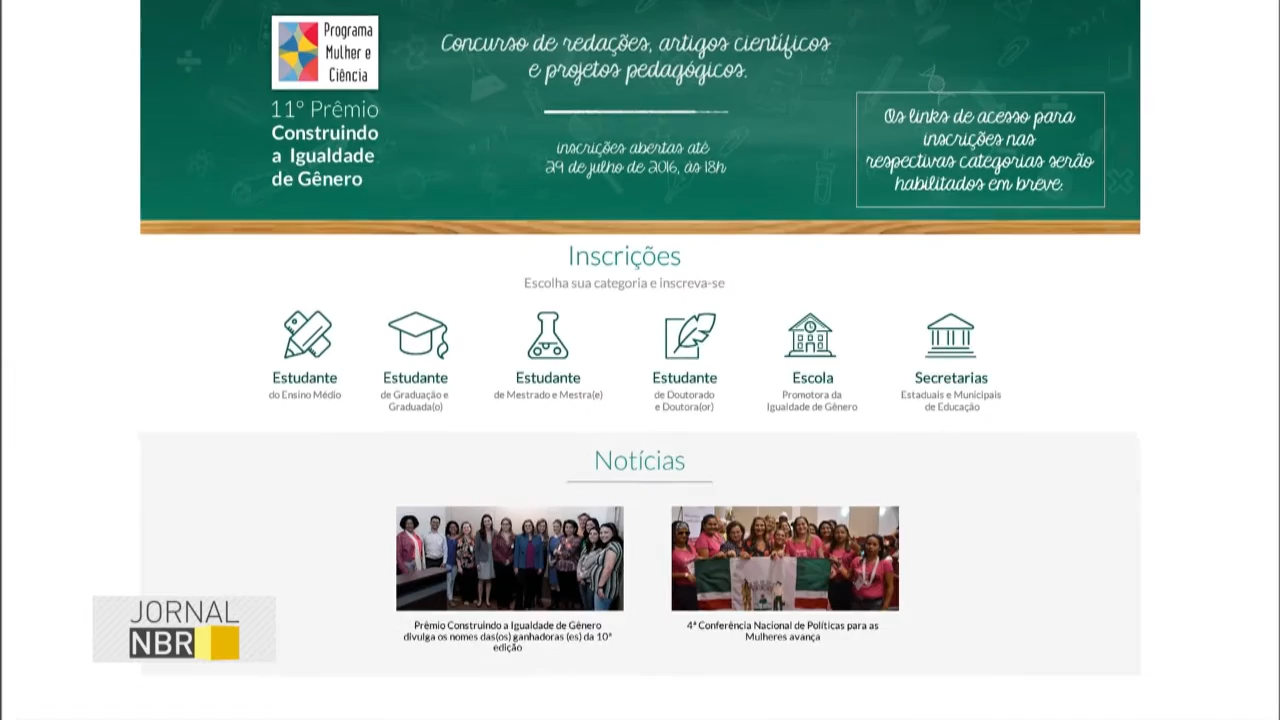 Programa
Mulher e
Ciência
11º Prêmio
Construindo
a Igualdade
de Gênero
Concurso de redações, artigos científicos
e projetos pedagógicos.
inscrições abertas até
29 de julho de 2016, às 18h
Os links de acesso para
inscrições nas
respectivas categorias serão
habilitados em breve.
Inscrições
Escolha sua categoria e inscreva-se
Estudante
do Ensino Médio
Estudante
de Graduação e
Graduada(o)
Estudante
de Mestrado e Mestra(e)
Estudante
de Doutorado
e Doutora(or)
Escola
Promotora da
Igualdade de Gênero
Secretarias
Estaduais e Municipais
de Educação
Notícias
Prêmio Construindo a Igualdade de Gênero
divulga os nomes das(os) ganhadoras (es) da 10ª
edição
4ª Conferência Nacional de Políticas para as
Mulheres avança
JORNAL
NBR